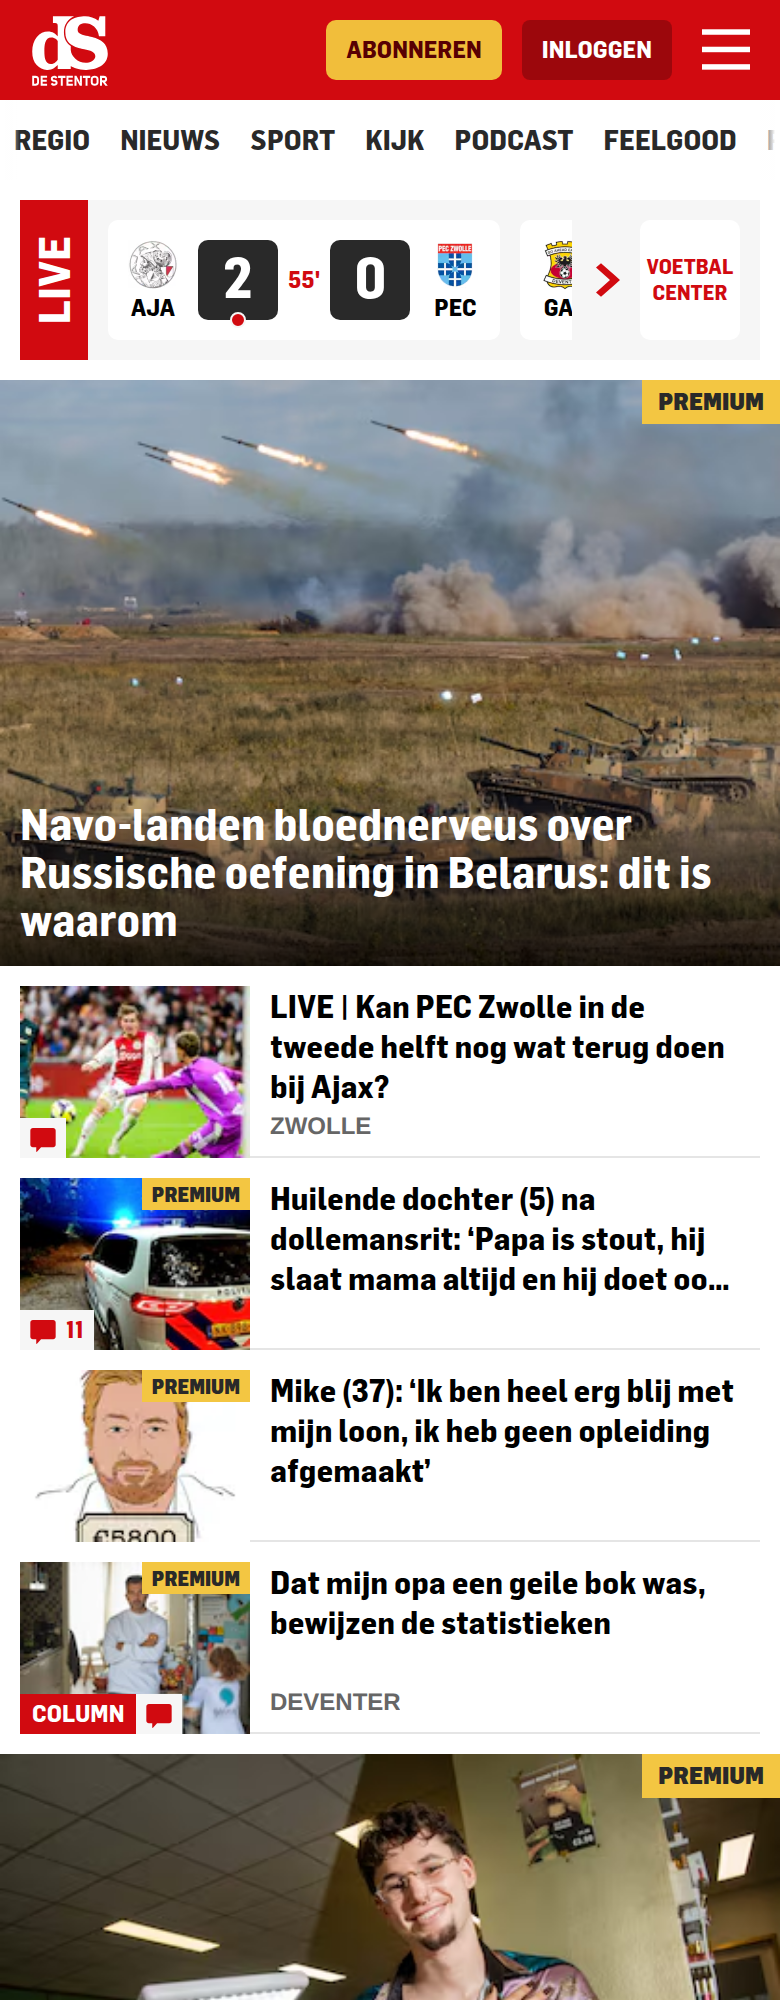 dS
DE STENTOR
ABONNEREN
INLOGGEN
REGIO NIEUWS SPORT KIJK PODCAST FEELGOOD
LIVE
2 55' 0
AJA PEC
GA
VOETBAL
CENTER
PREMIUM
Navo-landen bloednerveus over
Russische oefening in Belarus: dit is
waarom
LIVE | Kan PEC Zwolle in de
tweede helft nog wat terug doen
bij Ajax?
ZWOLLE
PREMIUM
11
Huilende dochter (5) na
dollemansrit: ‘Papa is stout, hij
slaat mama altijd en hij doet oo...
PREMIUM
€5800
Mike (37): ‘Ik ben heel erg blij met
mijn loon, ik heb geen opleiding
afgemaakt’
PREMIUM
COLUMN
Dat mijn opa een geile bok was,
bewijzen de statistieken
DEVENTER
PREMIUM